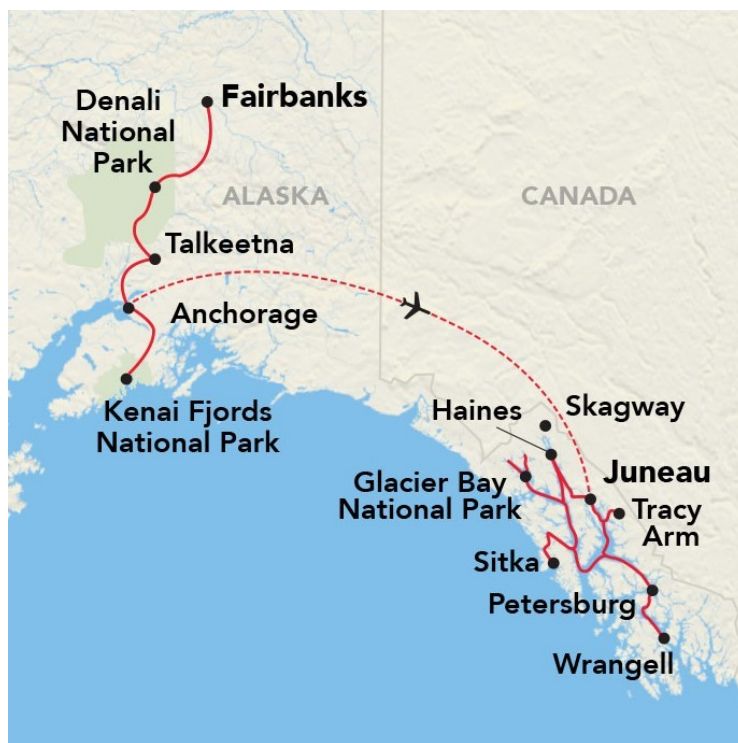 Fairbanks
Denali
National
Park
ALASKA
CANADA
Talkeetna
Anchorage
Kenai Fjords
National Park
Haines
Skagway
Juneau
Glacier Bay
National Park
Tracy
Arm
Sitka
Petersburg
Wrangell